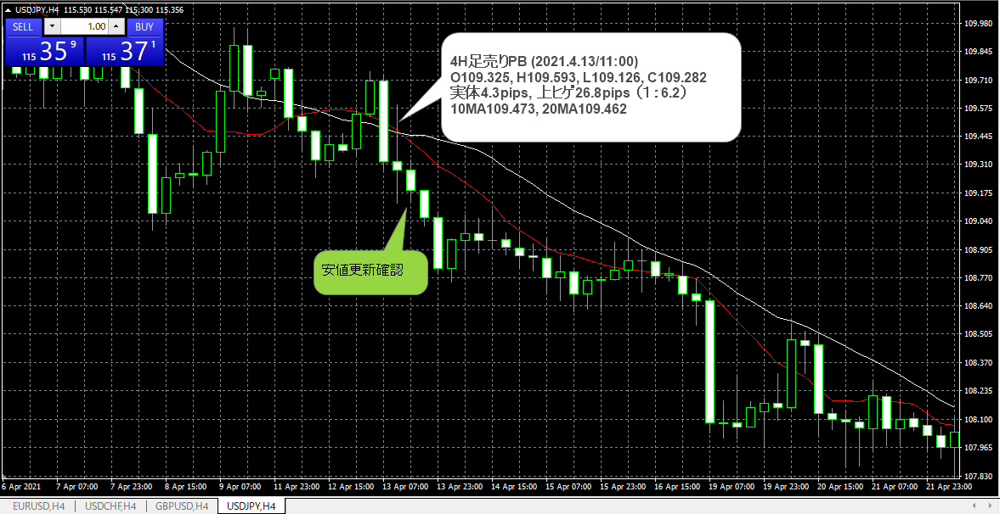 USDJPY,H4 115.530 115.547 115.300 115.356
SELL 1.00 BUY
115 35 9 115 37 1
4H足売りPB (2021.4.13/11:00)
O109.325, H109.593, L109.126, C109.282
実体4.3pips, 上ヒゲ26.8pips（1：6.2）
10MA109.473, 20MA109.462
安値更新確認
109.980
109.845
109.710
109.575
109.445
109.310
109.175
109.040
108.905
108.770
108.640
108.505
108.370
108.235
108.100
107.965
107.830
6 Apr 2021 7 Apr 07:00 7 Apr 23:00 8 Apr 15:00 9 Apr 07:00 11 Apr 23:00 12 Apr 15:00 13 Apr 07:00 13 Apr 23:00 14 Apr 15:00 15 Apr 07:00 15 Apr 23:00 16 Apr 15:00 19 Apr 07:00 19 Apr 23:00 20 Apr 15:00 21 Apr 07:00 21 Apr 23:00
EURUSD,H4 USDCHF,H4 GBPUSD,H4 USDJPY,H4